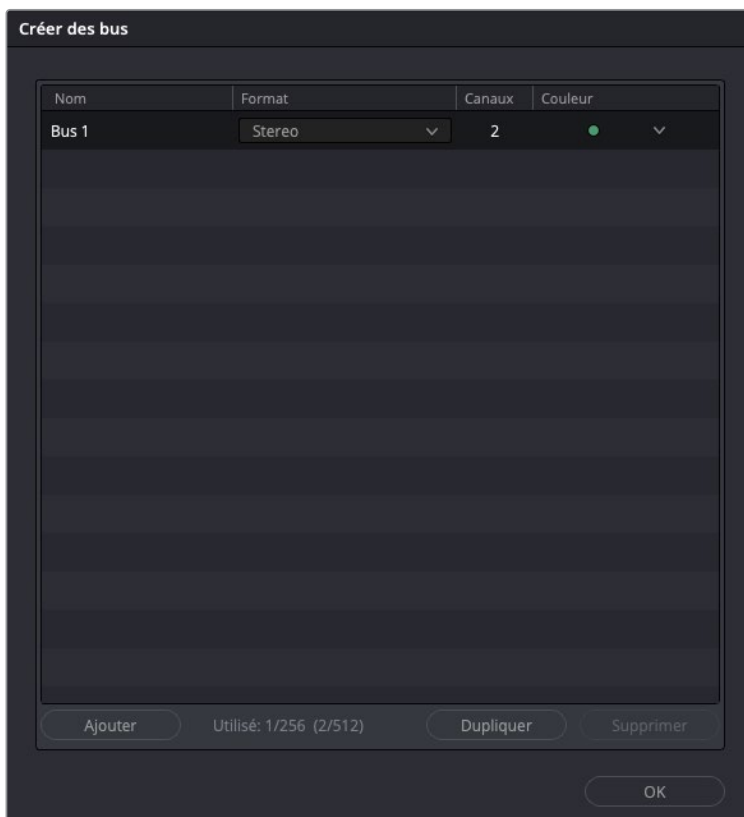 Créer des bus
Nom Format Canaux Couleur
Bus 1 Stereo 2
Ajouter Utilisé: 1/256 (2/512) Dupliquer Supprimer
OK